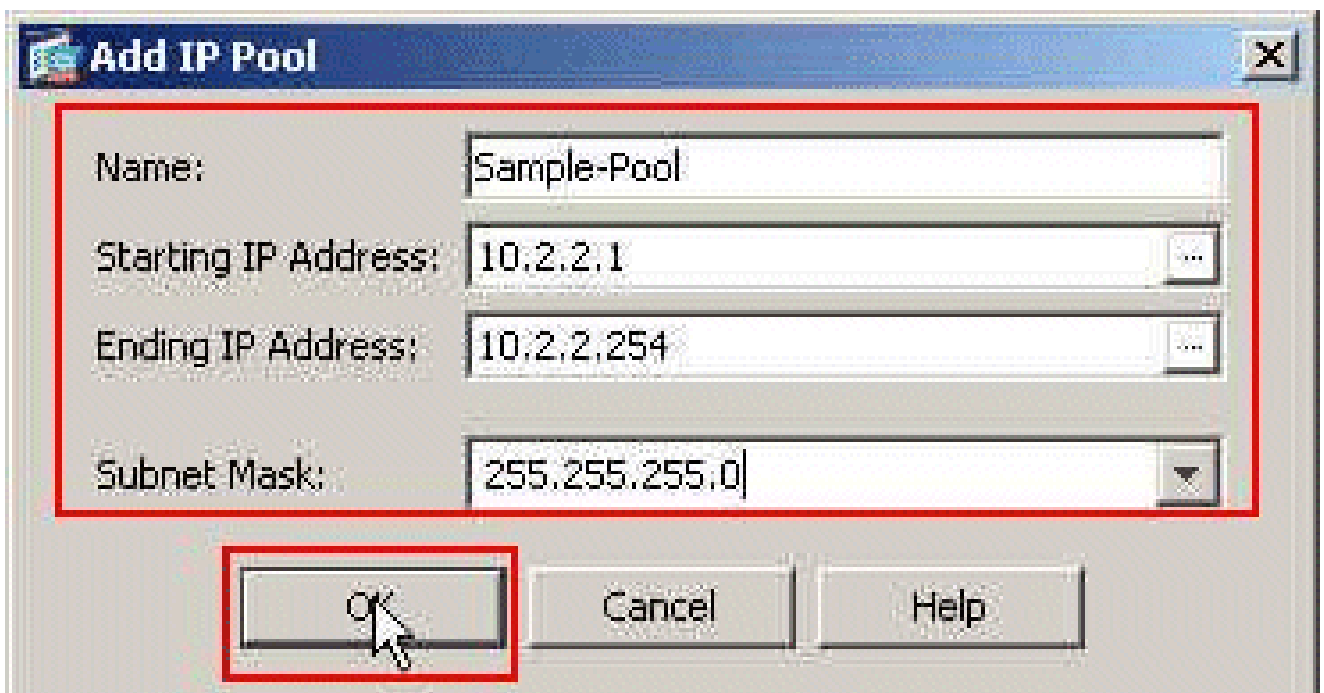 Add IP Pool
Name: Sample-Pool
Starting IP Address: 10.2.2.1 ...
Ending IP Address: 10.2.2.254 ...
Subnet Mask: 255.255.255.0
OK Cancel Help